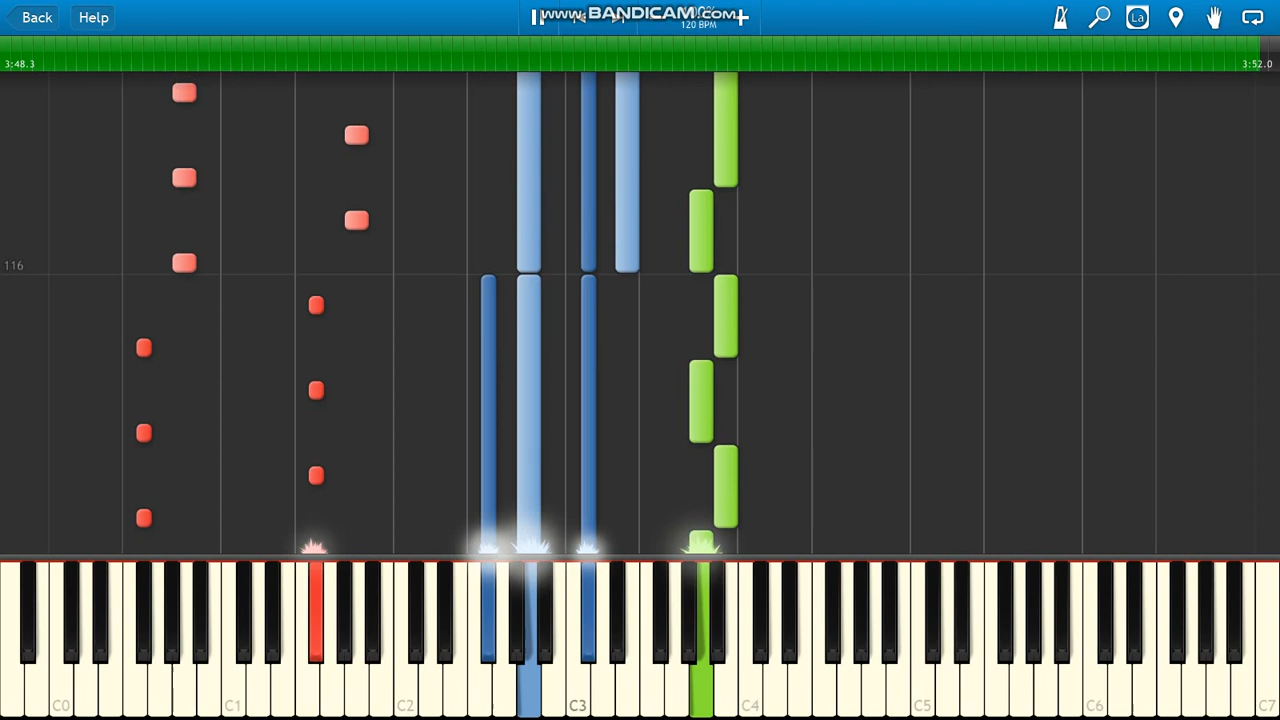 Back Help
www.BANDICAM.com
120 BPM
La
3:48.3 3:52.0
116
C0 C1 C2 C3 C4 C5 C6 C7